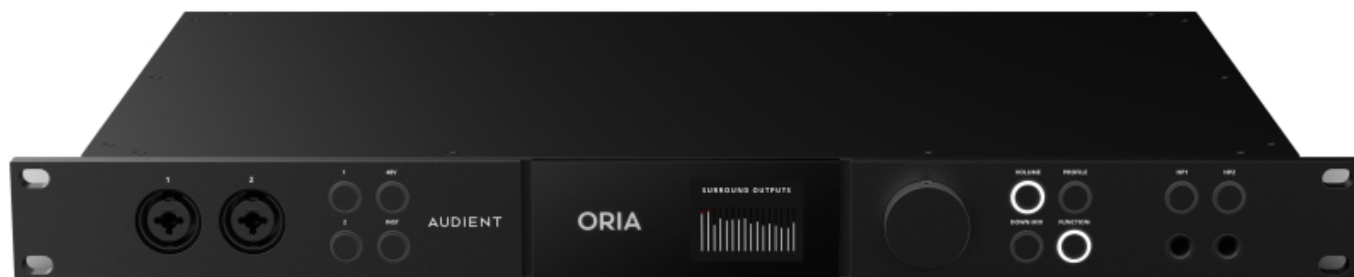 1
2
1
48V
2
INST
AUDIENT
ORIA
SURROUND OUTPUTS
VOLUME
PROFILE
DOWN-MIX
FUNCTION
HP1
HP2